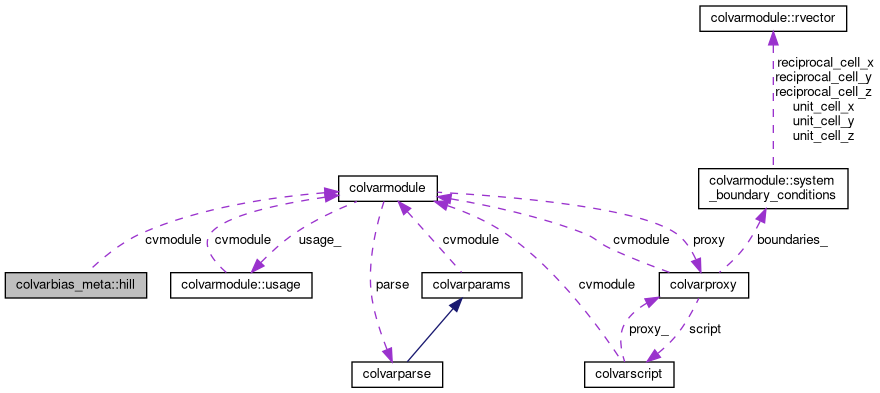 colvarmodule::rvector
reciprocal_cell_x
reciprocal_cell_y
reciprocal_cell_z
unit_cell_x
unit_cell_y
unit_cell_z
colvarmodule
colvarmodule::system
_boundary_conditions
cvmodule
cvmodule
usage_
cvmodule
cvmodule
proxy
boundaries_
colvarbias_meta::hill
colvarmodule::usage
parse
colvarparams
cvmodule
colvarproxy
proxy_
script
colvarparse
colvarscript